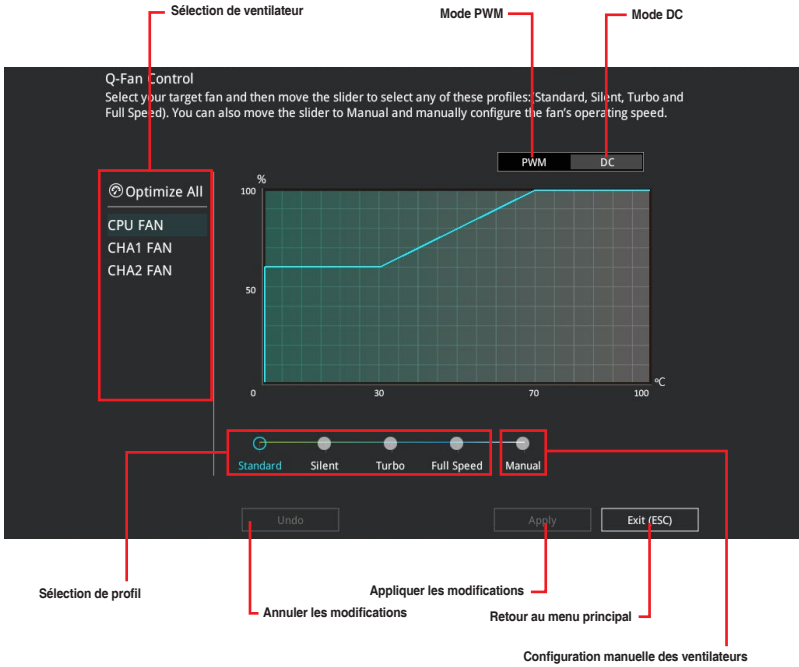 Sélection de ventilateur
Mode PWM
Mode DC
Q-Fan Control
Select your target fan and then move the slider to select any of these profiles:(Standard, Silent, Turbo and
Full Speed). You can also move the slider to Manual and manually configure the fan's operating speed.
PWM
DC
Optimize All
CPU FAN
CHA1 FAN
CHA2 FAN
%
100
50
0
30
70
100
ºC
Standard
Silent
Turbo
Full Speed
Manual
Undo
Apply
Exit (ESC)
Sélection de profil
Annuler les modifications
Appliquer les modifications
Retour au menu principal
Configuration manuelle des ventilateurs